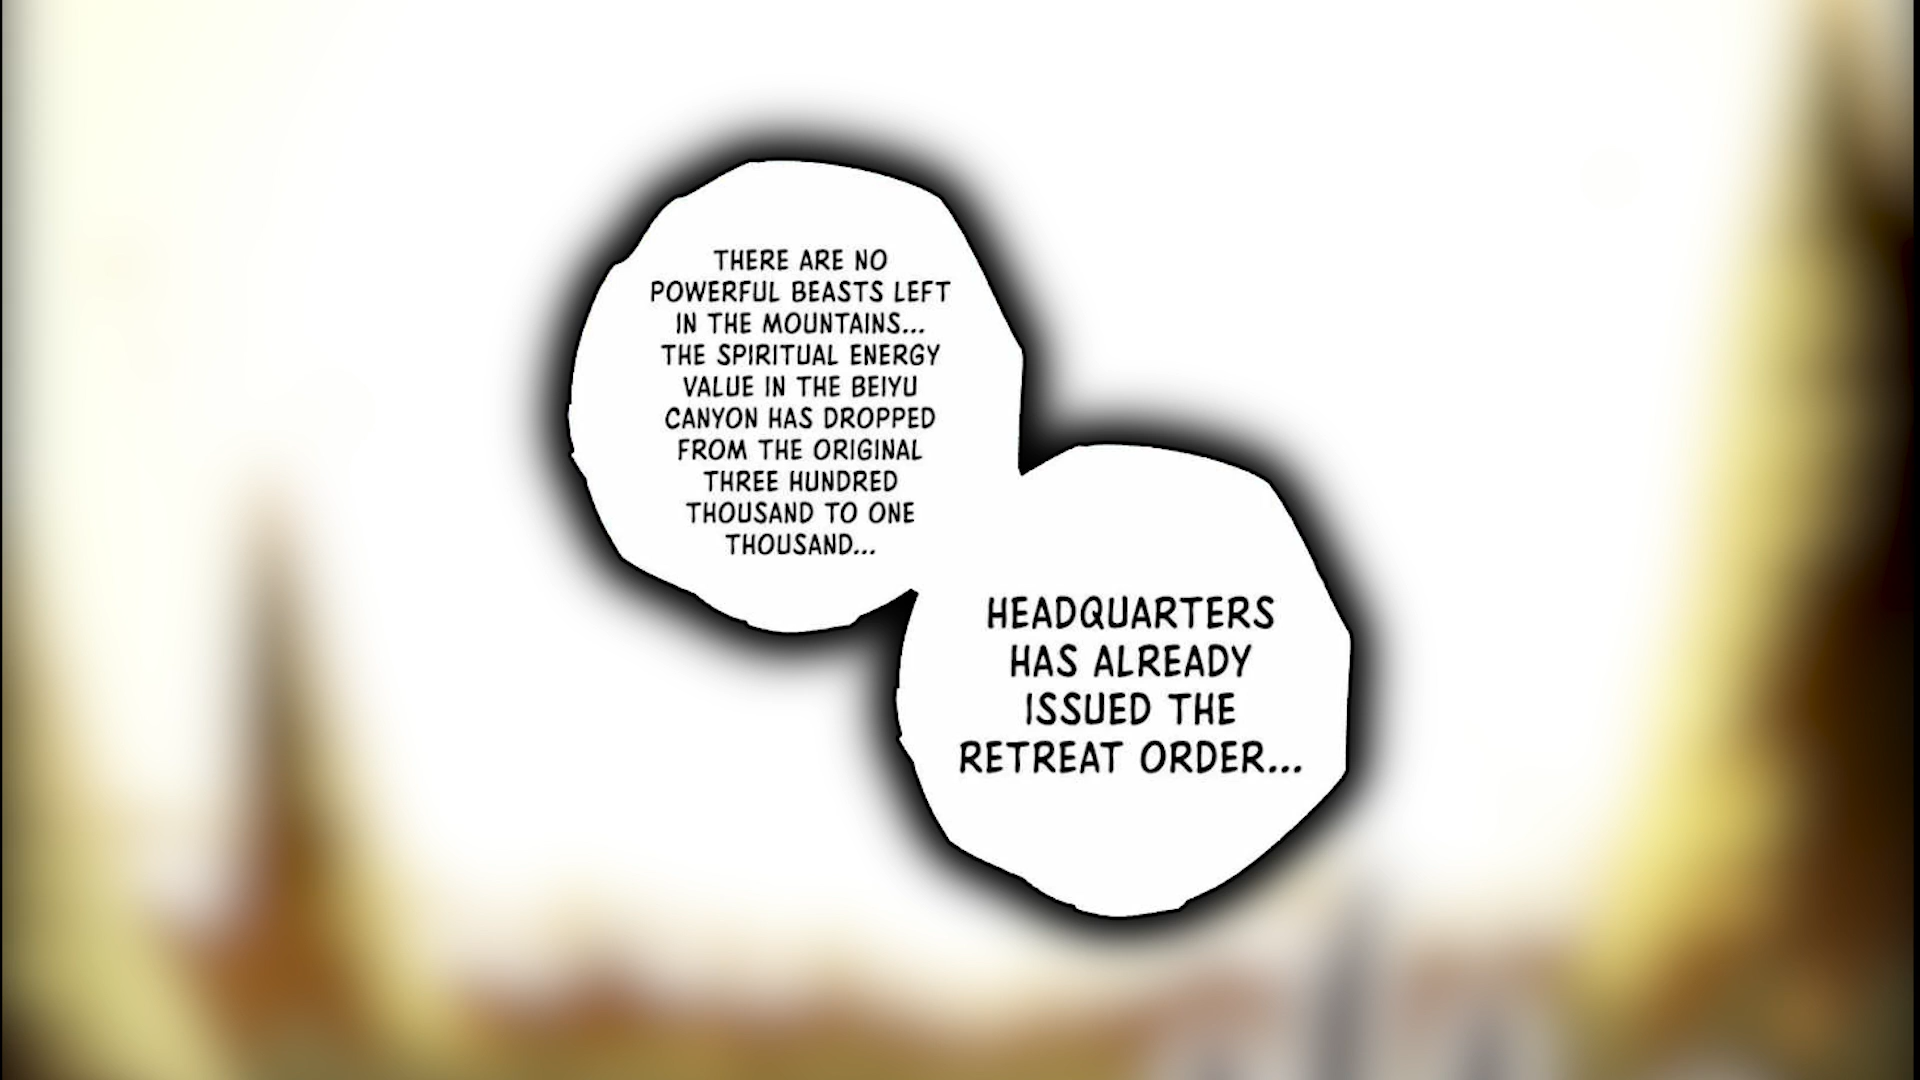 THERE ARE NO
POWERFUL BEASTS LEFT
IN THE MOUNTAINS...
THE SPIRITUAL ENERGY
VALUE IN THE BEIYU
CANYON HAS DROPPED
FROM THE ORIGINAL
THREE HUNDRED
THOUSAND TO ONE
THOUSAND...
HEADQUARTERS
HAS ALREADY
ISSUED THE
RETREAT ORDER...